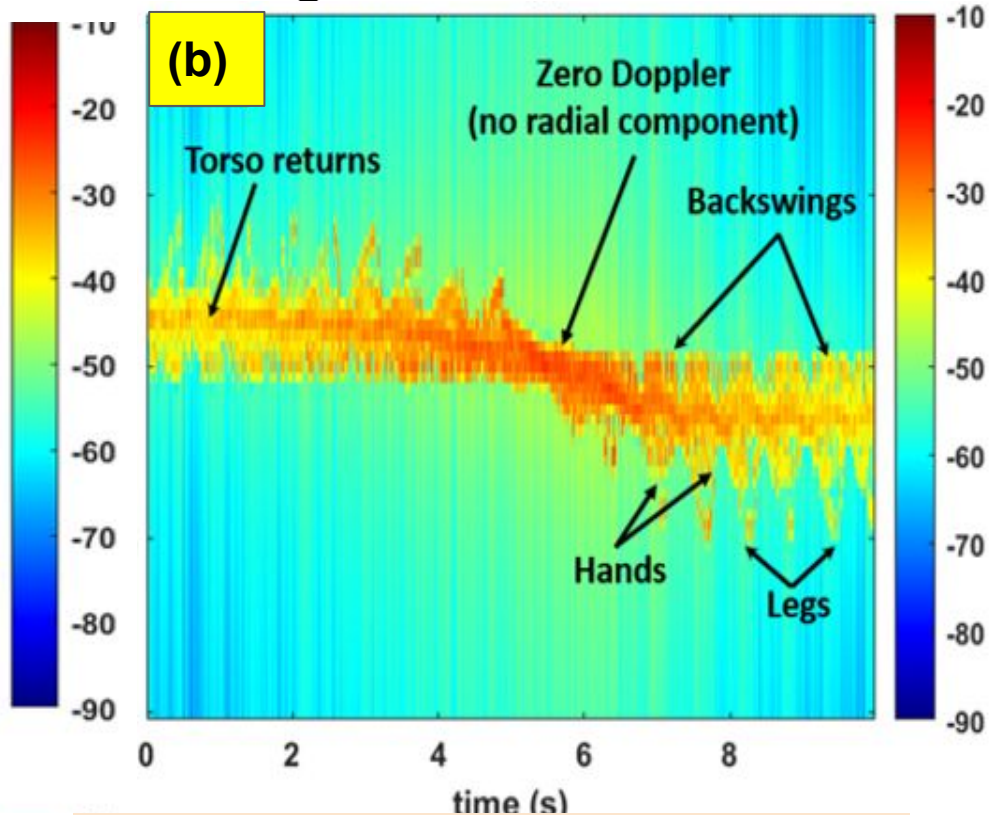 (b)
Zero Doppler
(no radial component)
Torso returns
Backswings
Hands
Legs
-10
-20
-30
-40
-50
-60
-70
-80
-90
0 2 4 6 8
time (s)
-10
-20
-30
-40
-50
-60
-70
-80
-90